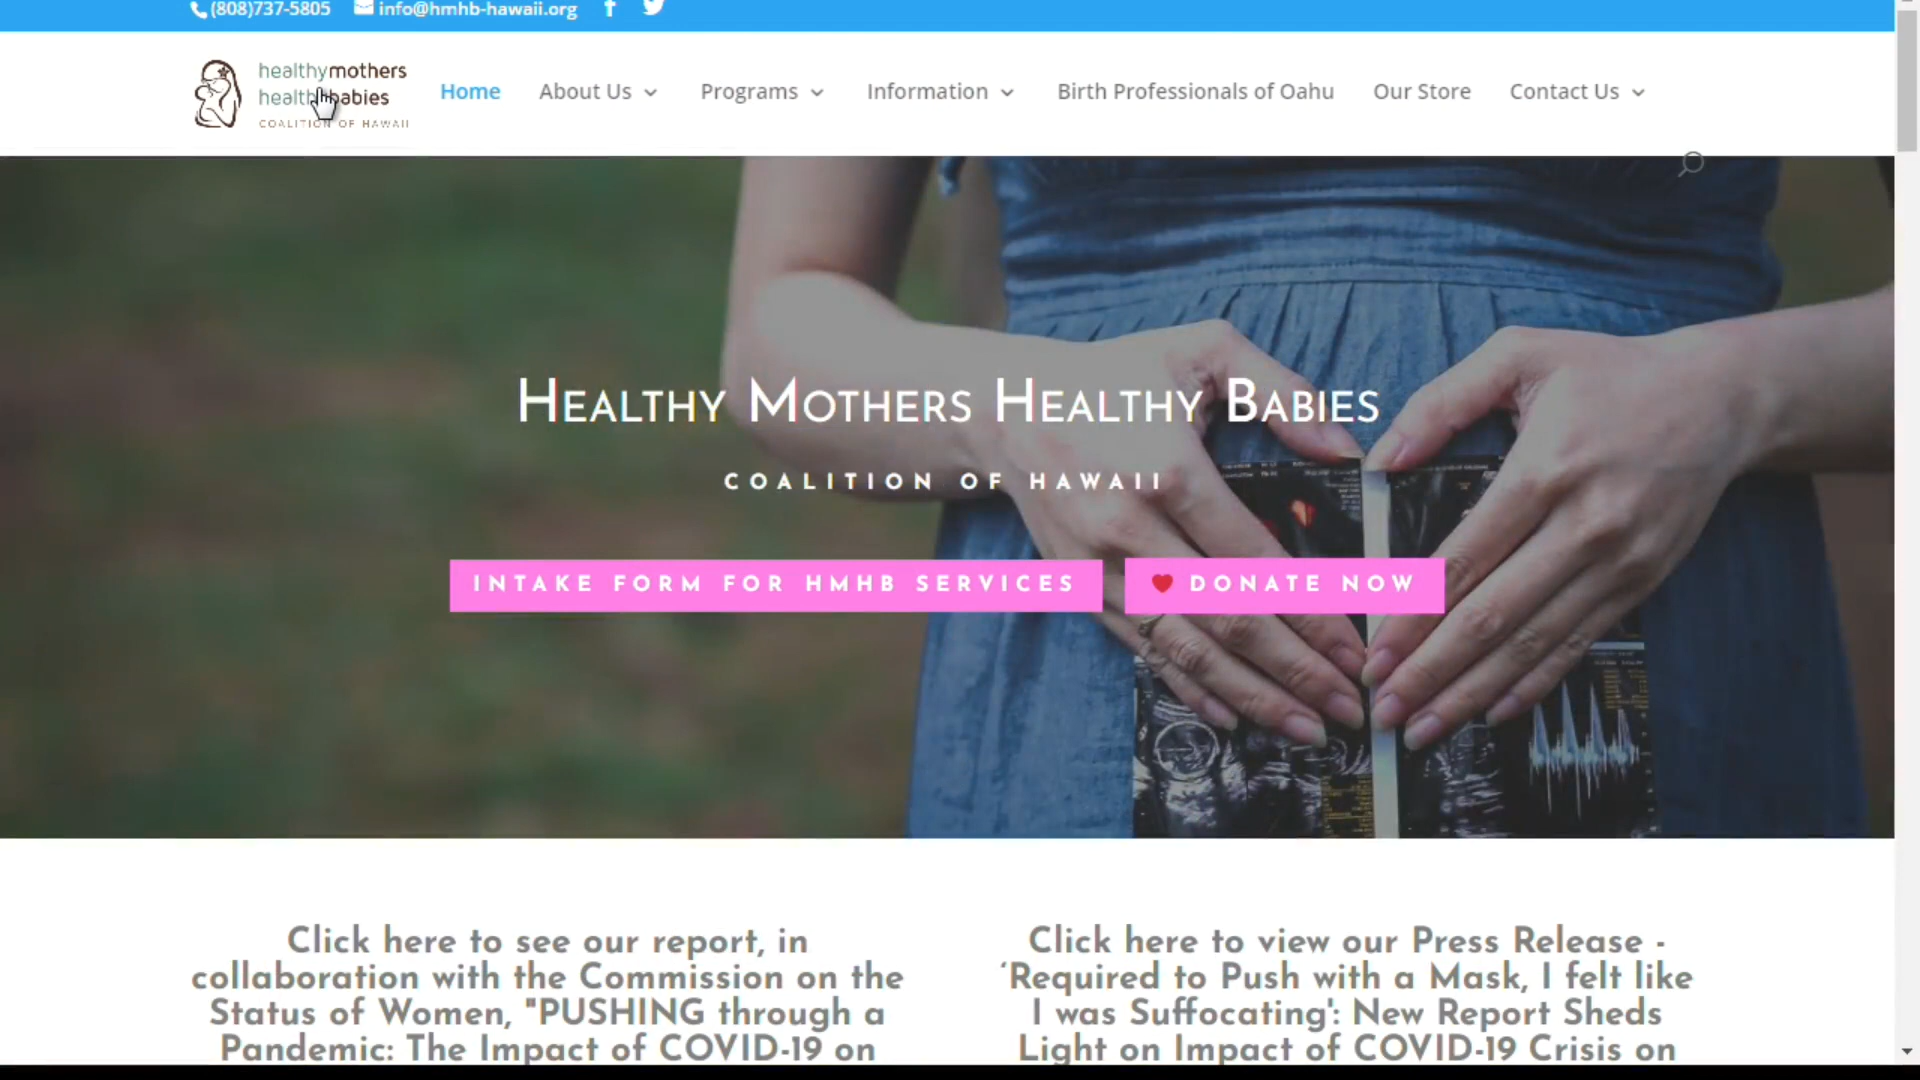 (808)737-5805 info@hmhb-hawaii.org
healthymothers
healthybabies
COALITION OF HAWAII
Home About Us Programs Information Birth Professionals of Oahu Our Store Contact Us
HEALTHY MOTHERS HEALTHY BABIES
COALITION OF HAWAII
INTAKE FORM FOR HMHB SERVICES
DONATE NOW
Click here to see our report, in
collaboration with the Commission on the
Status of Women, "PUSHING through a
Pandemic: The Impact of COVID-19 on
Click here to view our Press Release -
‘Required to Push with a Mask, I felt like
I was Suffocating': New Report Sheds
Light on Impact of COVID-19 Crisis on